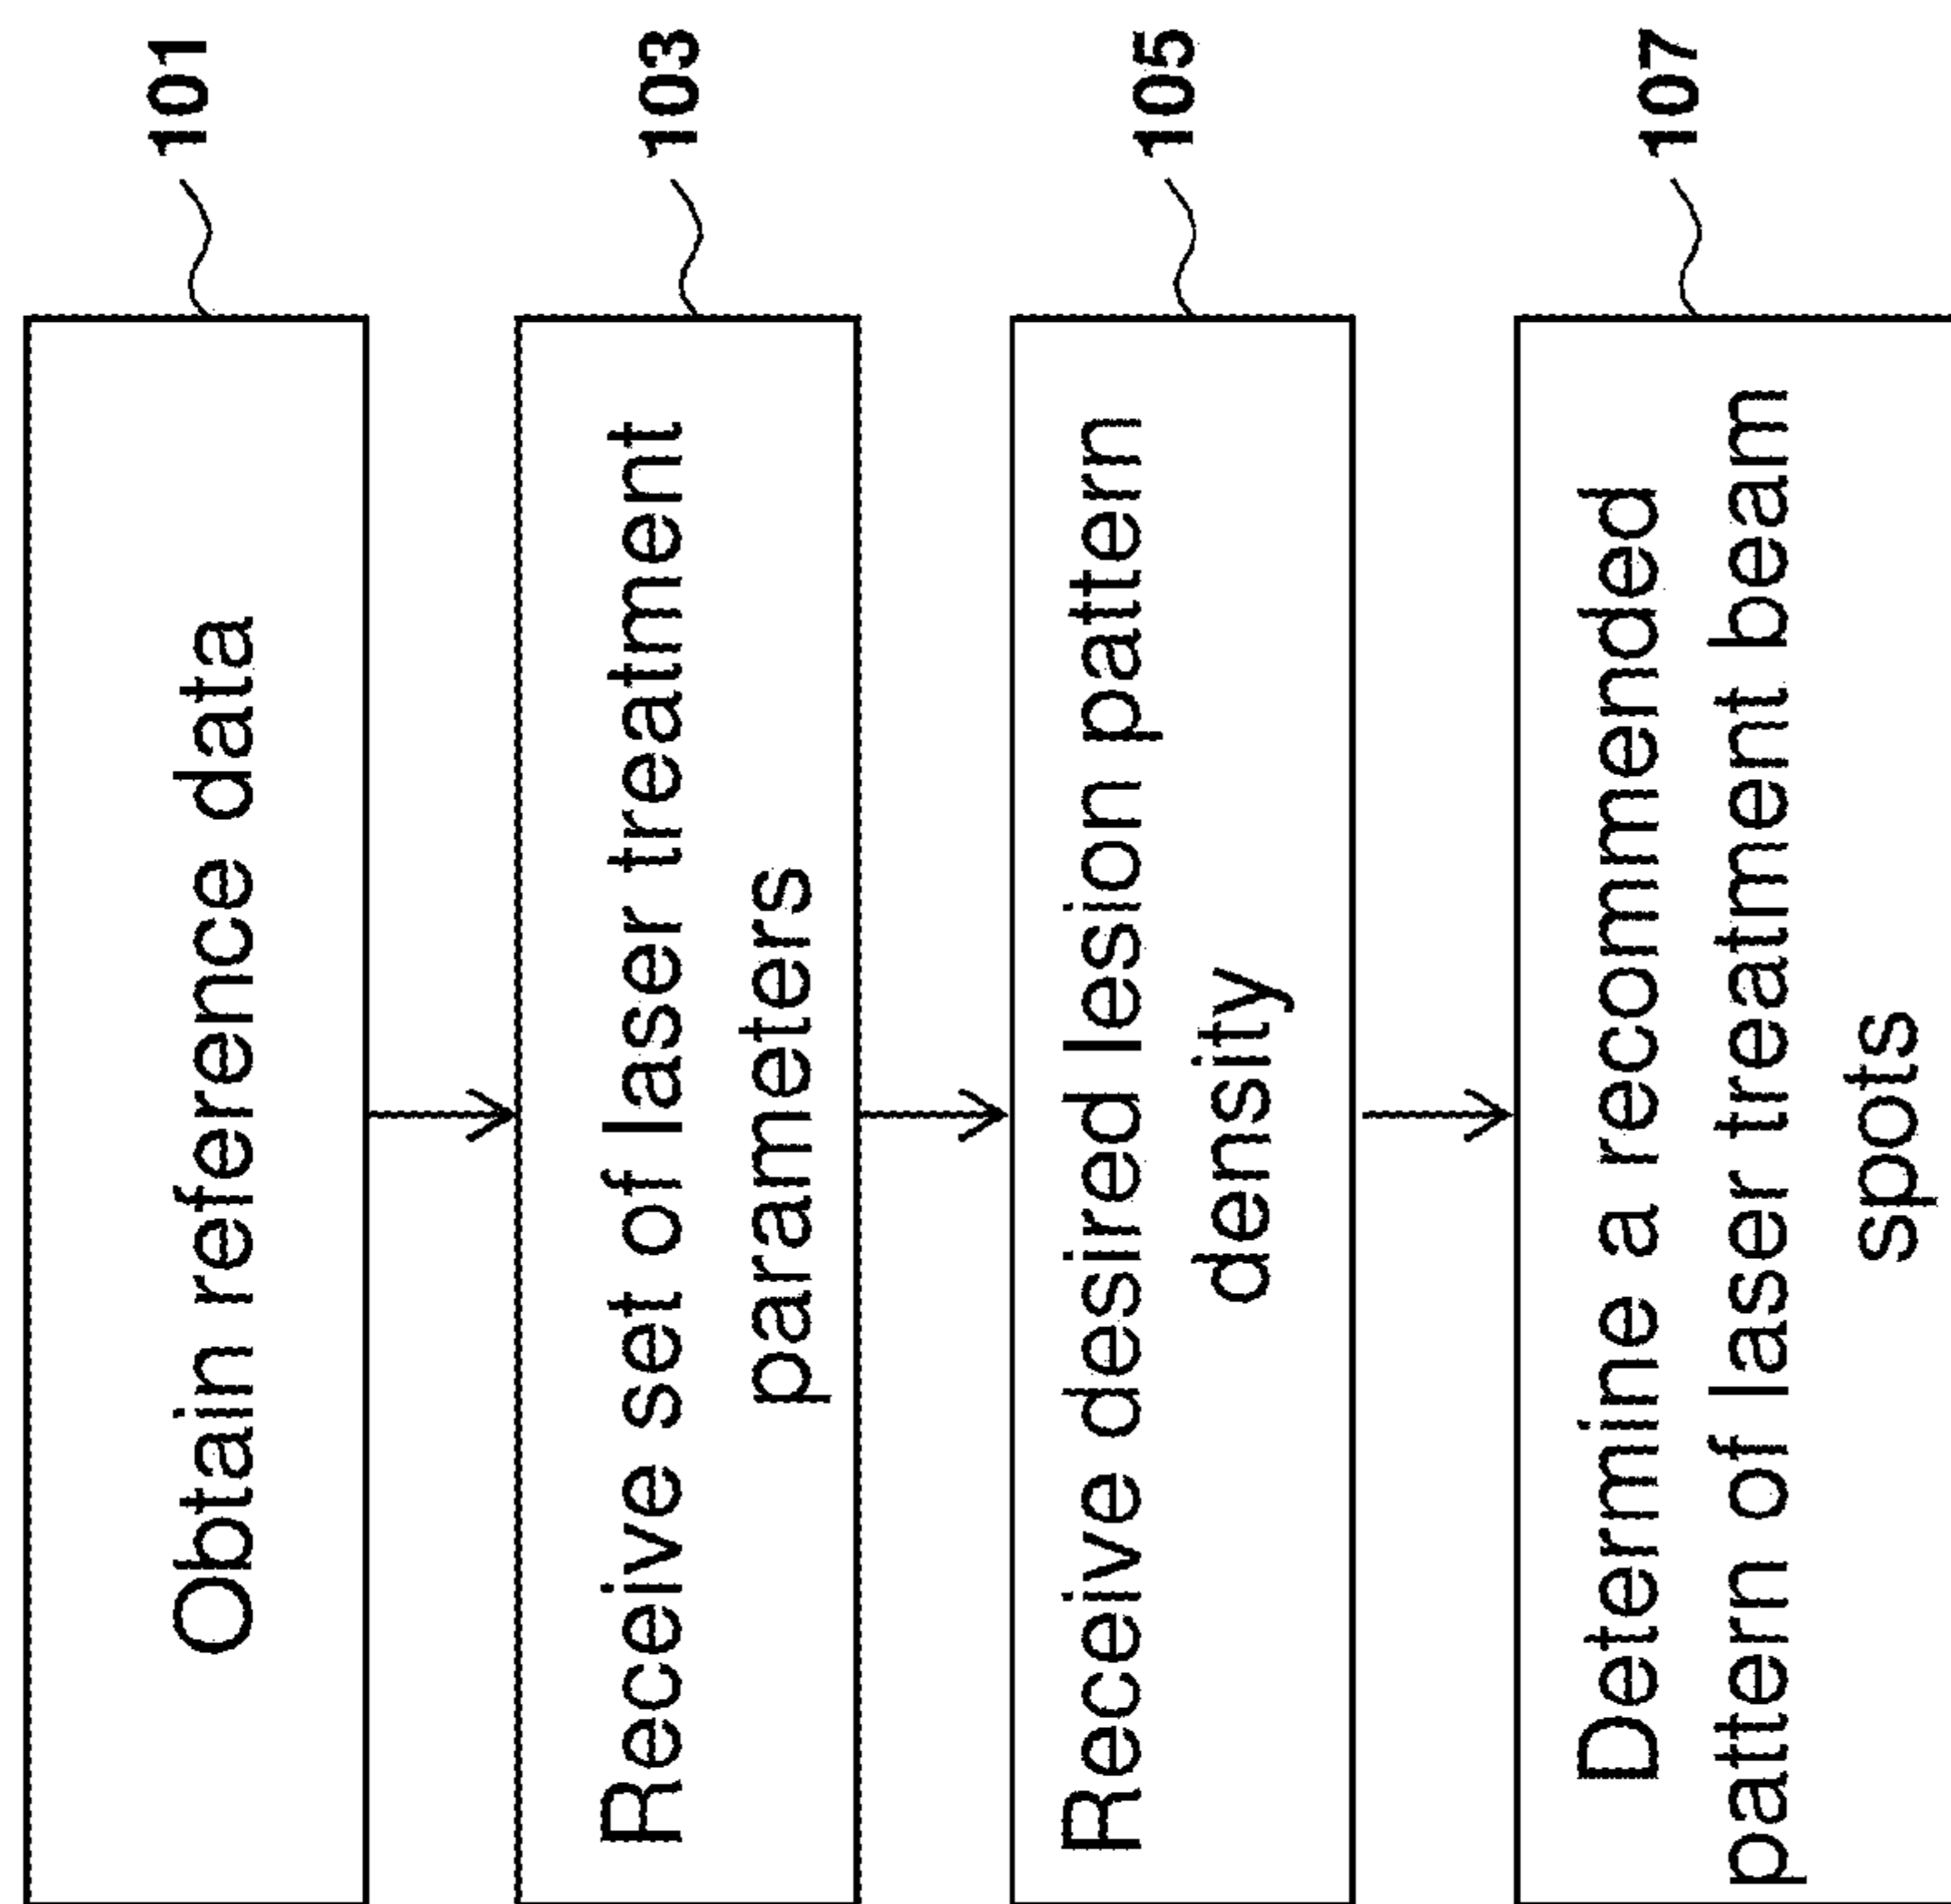 Obtain reference data
101
Receive set of laser treatment
parameters
103
Receive desired lesion pattern
density
105
Determine a recommended
pattern of laser treatment beam
spots
107